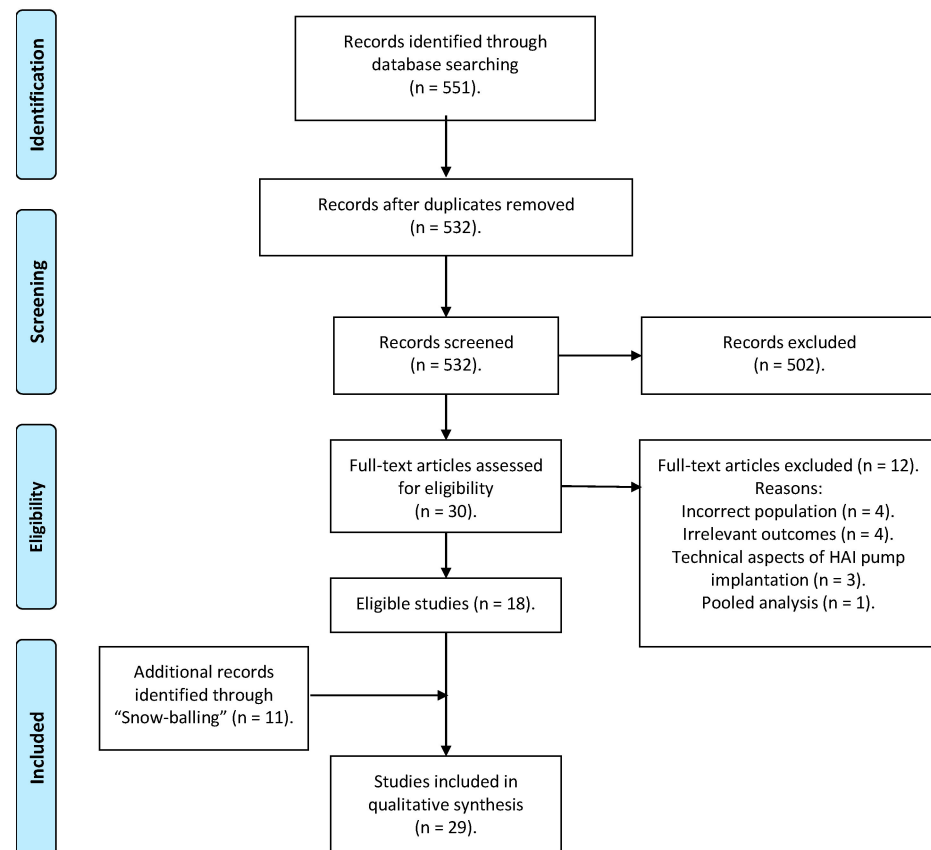 Identification
Records identified through
database searching
(n = 551).
Records after duplicates removed
(n = 532).
Screening
Records screened
(n = 532).
Records excluded
(n = 502).
Eligibility
Full-text articles assessed
for eligibility
(n = 30).
Full-text articles excluded (n = 12).
Reasons:
Incorrect population (n = 4).
Irrelevant outcomes (n = 4).
Technical aspects of HAI pump
implantation (n = 3).
Pooled analysis (n = 1).
Eligible studies (n = 18).
Included
Additional records
identified through
“Snow-balling” (n = 11).
Studies included in
qualitative synthesis
(n = 29).